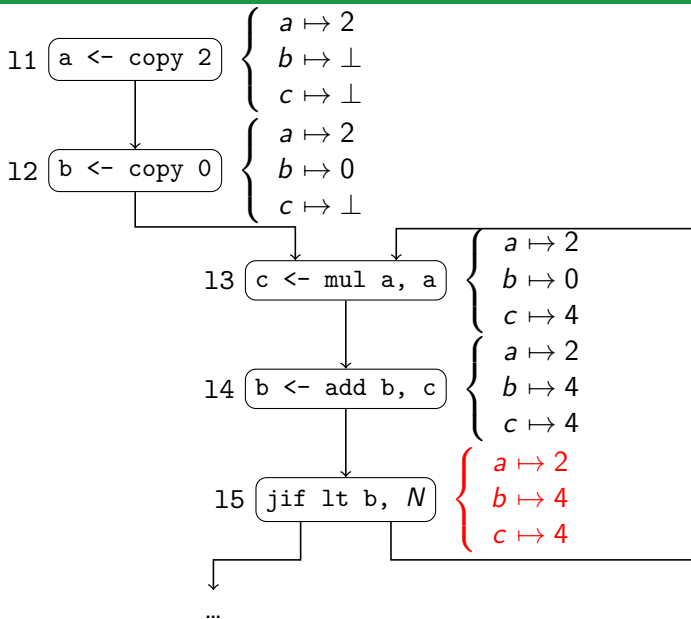 a ↦ 2
l1 a <- copy 2 b ↦ ⊥
c ↦ ⊥
a ↦ 2
l2 b <- copy 0 b ↦ 0
c ↦ ⊥
a ↦ 2
l3 c <- mul a, a b ↦ 0
c ↦ 4
a ↦ 2
l4 b <- add b, c b ↦ 4
c ↦ 4
a ↦ 2
l5 jif lt b, N b ↦ 4
c ↦ 4
…